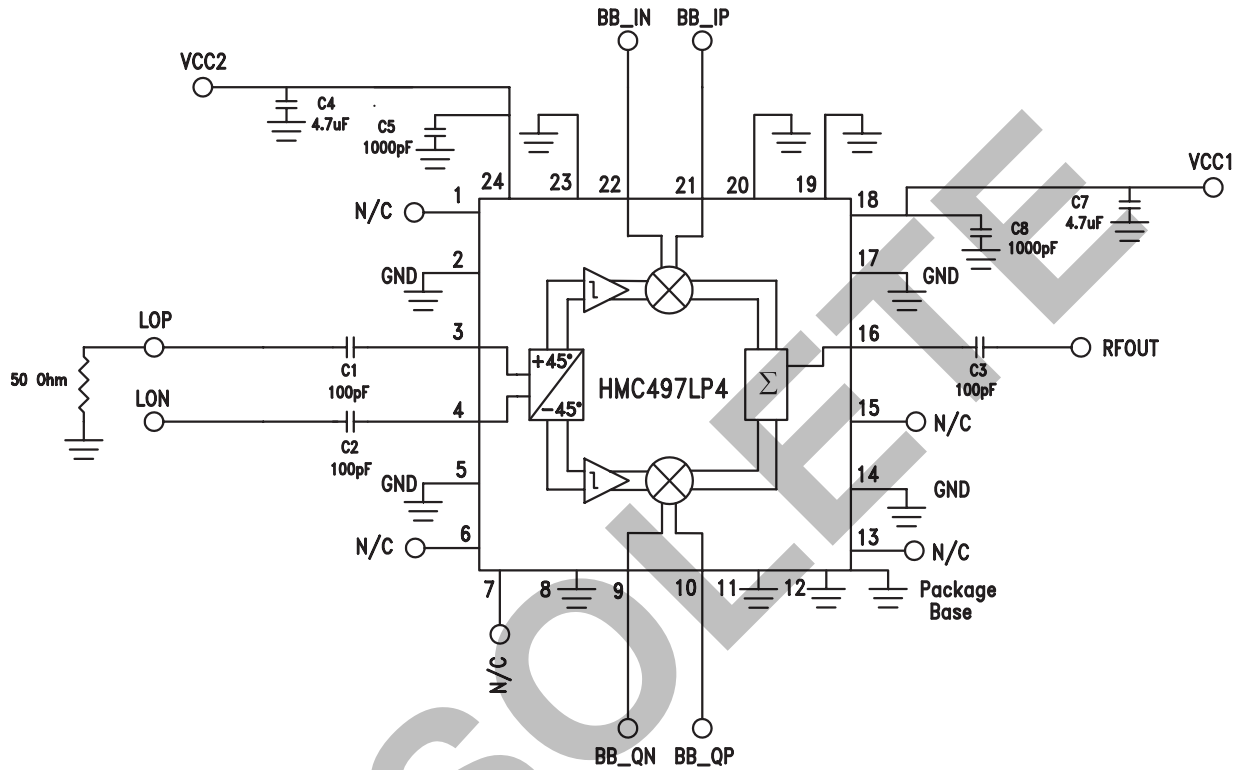 BB_IN BB_IP
VCC2
C4
4.7uF
C5
1000pF
24 23 22 21 20 19
VCC1
C7
4.7uF
C8
1000pF
N/C 1
18
GND 2
17 GND
LOP
3
16
RFOUT
C1
100pF
C3
100pF
50 Ohm
+45°
-45°
HMC497LP4
Σ
LON
4
15 N/C
C2
100pF
GND 5
14 GND
N/C 6
13 N/C
7 8 9 10 11 12
Package
Base
N/C
BB_QN BB_QP
SOLETE